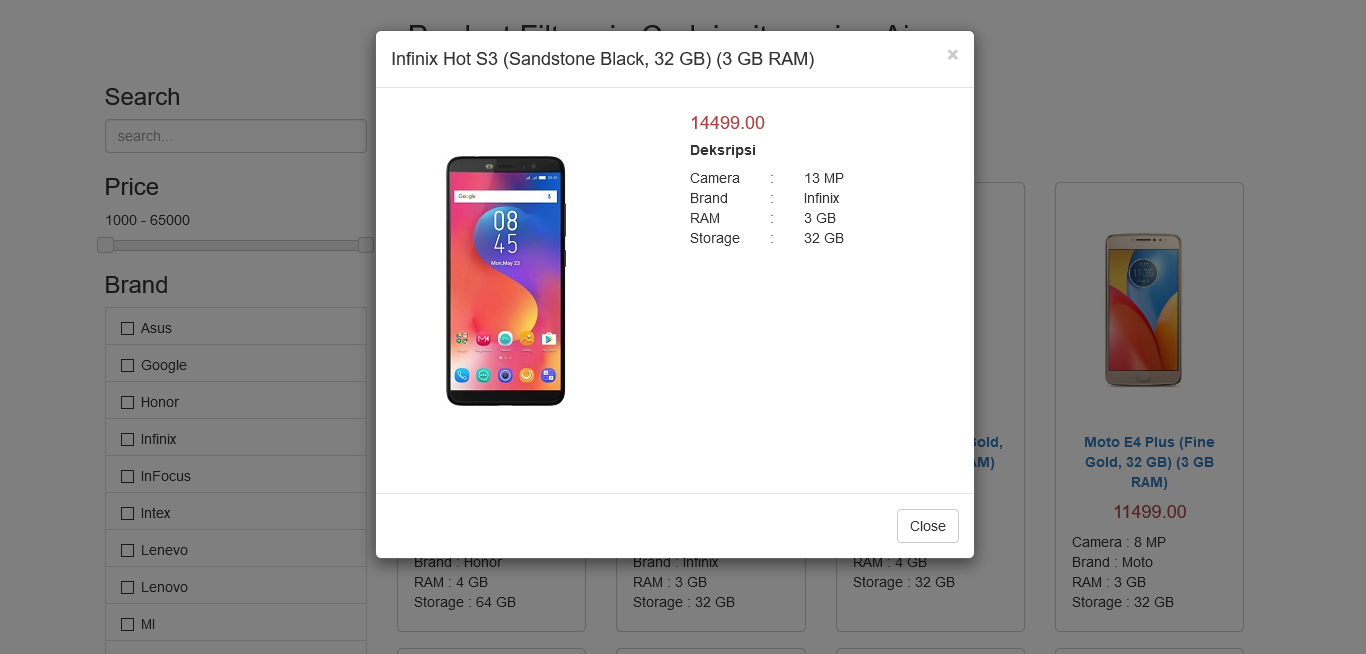 Infinix Hot S3 (Sandstone Black, 32 GB) (3 GB RAM)
×
Search
search...
Price
1000 - 65000
Brand
Asus
Google
Honor
Infinix
InFocus
Intex
Lenevo
Lenovo
MI
Google
08
45
Mon,May 23
14499.00
Deksripsi
Camera : 13 MP
Brand : Infinix
RAM : 3 GB
Storage : 32 GB
Close
Brand : Honor
RAM : 4 GB
Storage : 64 GB
Brand : Infinix
RAM : 3 GB
Storage : 32 GB
RAM : 4 GB
Storage : 32 GB
11:35
Moto E4 Plus (Fine
Gold, 32 GB) (3 GB
RAM)
11499.00
Camera : 8 MP
Brand : Moto
RAM : 3 GB
Storage : 32 GB